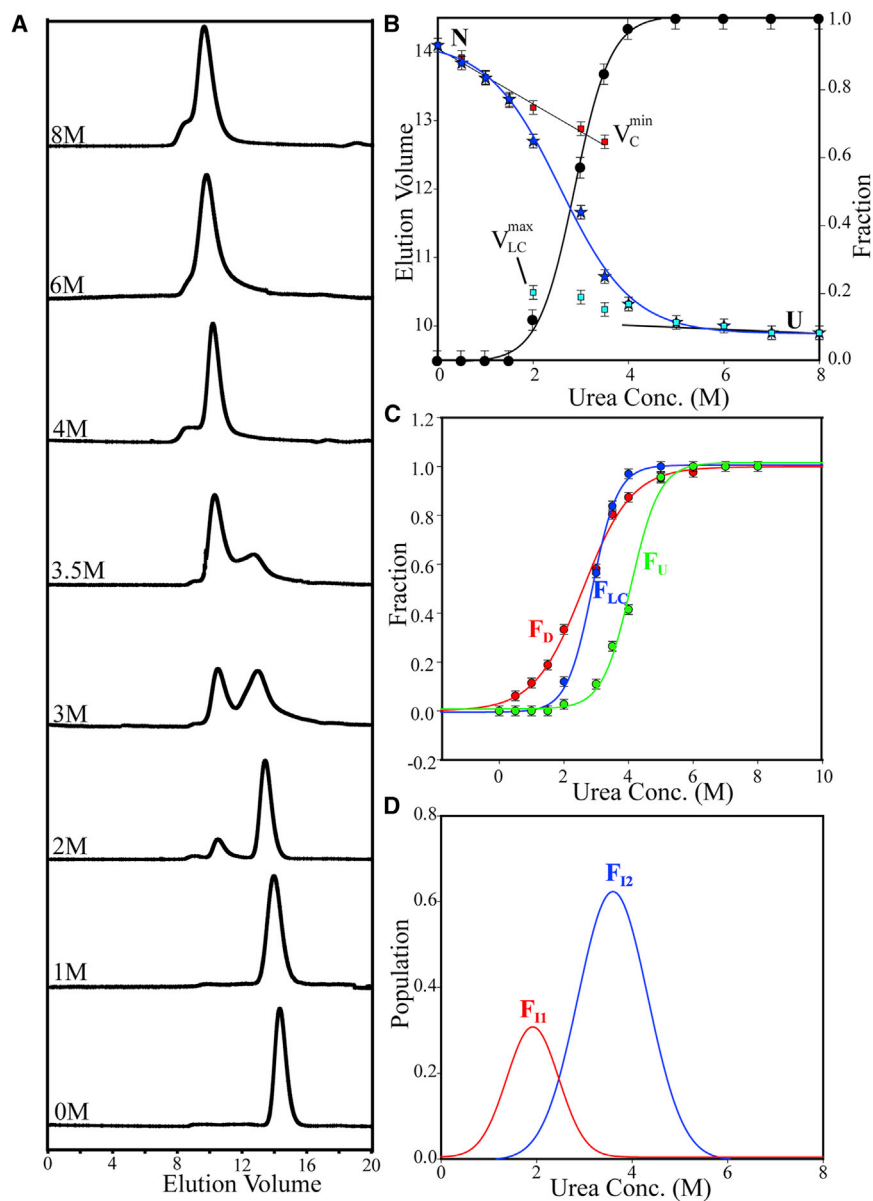 A
8M
6M
4M
3.5M
3M
2M
1M
0M
0 4 8 12 16 20
Elution Volume
B
0 2 4 6 8
14
13
12
11
10
Elution Volume
N
V_C^min
V_LC^max
U
1.0
0.8
0.6
0.4
0.2
0.0
Fraction
0 2 4 6 8
Urea Conc. (M)
C
1.2
1.0
0.8
0.6
0.4
0.2
0.0
-0.2
Fraction
F_D
F_LC
F_U
0 2 4 6 8 10
Urea Conc. (M)
D
0.8
0.6
0.4
0.2
0.0
Population
F_I1
F_I2
0 2 4 6 8
Urea Conc. (M)